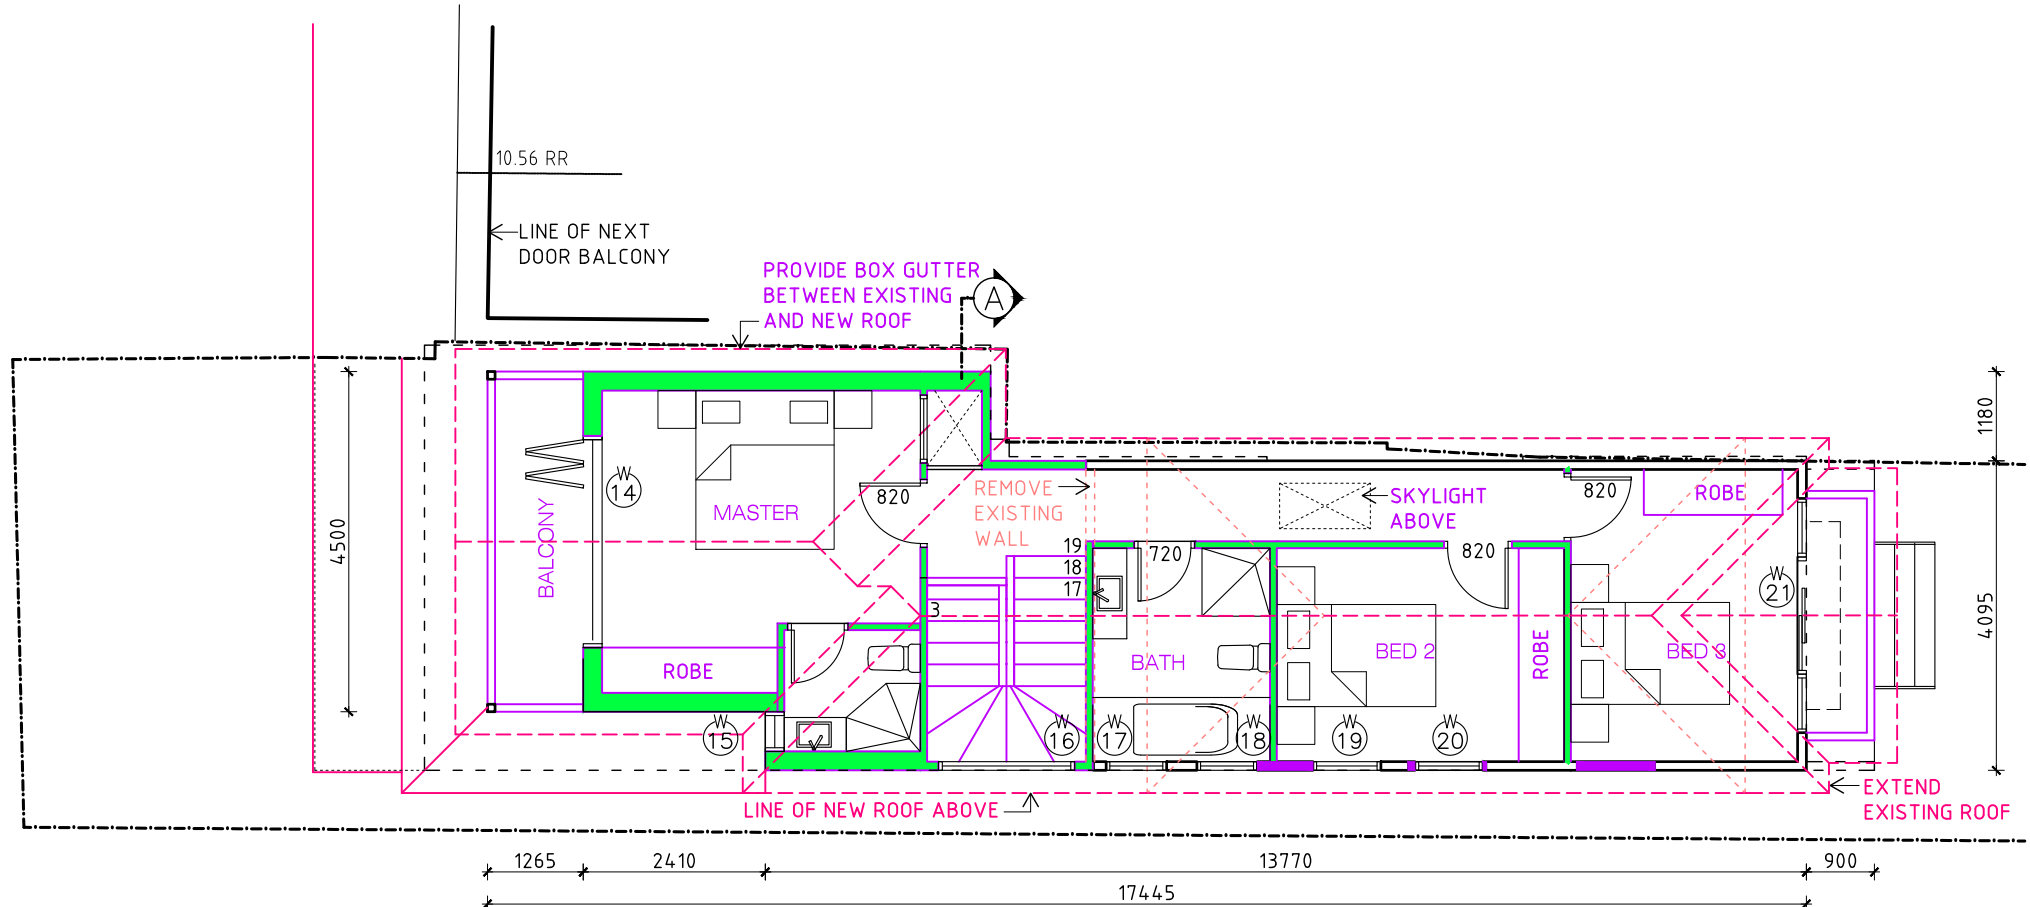 10.56 RR
LINE OF NEXT
DOOR BALCONY
PROVIDE BOX GUTTER
BETWEEN EXISTING
AND NEW ROOF
A
4500
1180
4095
BALCONY
W
14
MASTER
820
REMOVE
EXISTING
WALL
SKYLIGHT
ABOVE
820
ROBE
19
18
17
3
720
820
W
21
ROBE
BATH
BED 2
ROBE
BED 3
W
15
W
16
W
17
W
18
W
19
W
20
LINE OF NEW ROOF ABOVE
EXTEND
EXISTING ROOF
1265
2410
13770
900
17445